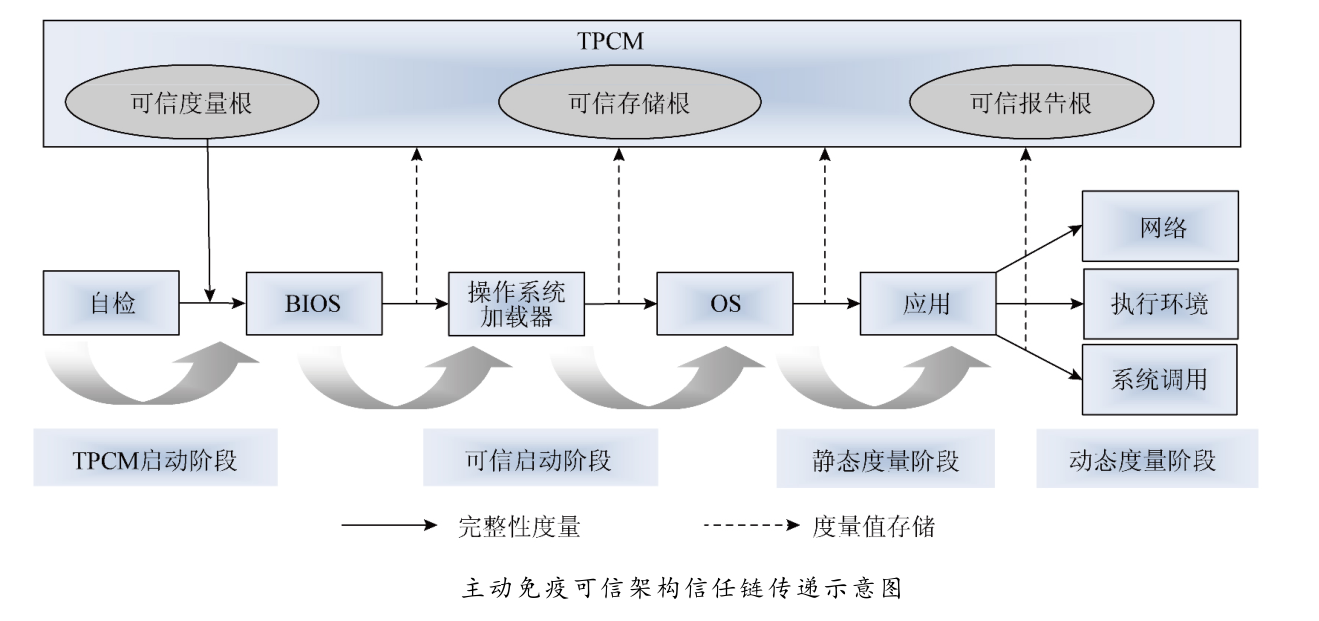 TPCM
可信度量根
可信存储根
可信报告根
网络
自检
BIOS
操作系统
加载器
OS
应用
执行环境
系统调用
TPCM启动阶段
可信启动阶段
静态度量阶段
动态度量阶段
完整性度量
度量值存储
主动免疫可信架构信任链传递示意图